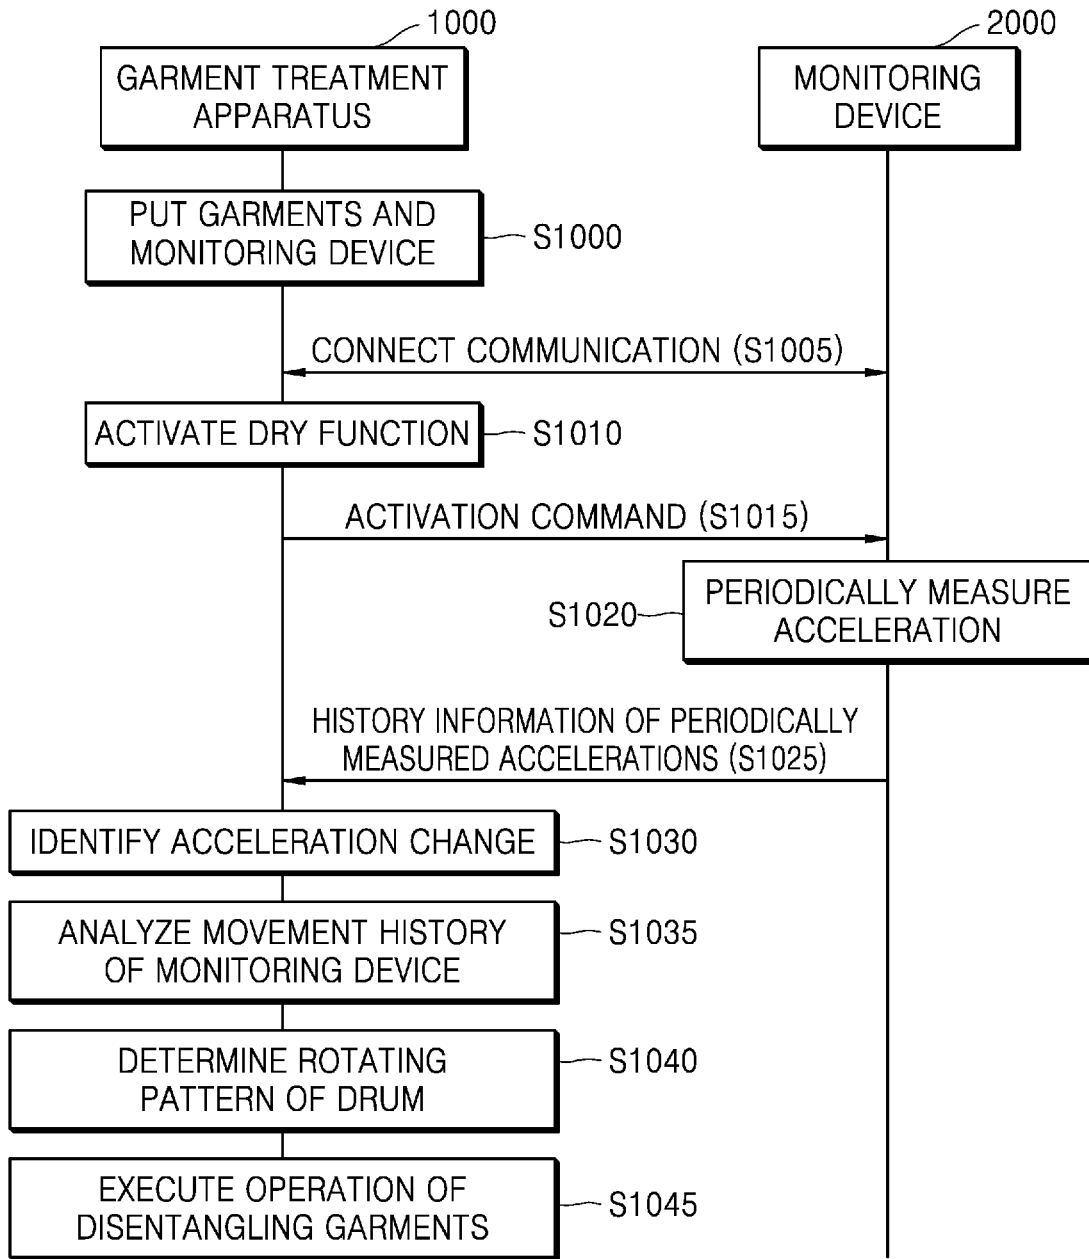 1000
2000
GARMENT TREATMENT
APPARATUS
MONITORING
DEVICE
PUT GARMENTS AND
MONITORING DEVICE
S1000
CONNECT COMMUNICATION (S1005)
ACTIVATE DRY FUNCTION
S1010
ACTIVATION COMMAND (S1015)
S1020
PERIODICALLY MEASURE
ACCELERATION
HISTORY INFORMATION OF PERIODICALLY
MEASURED ACCELERATIONS (S1025)
IDENTIFY ACCELERATION CHANGE
S1030
ANALYZE MOVEMENT HISTORY
OF MONITORING DEVICE
S1035
DETERMINE ROTATING
PATTERN OF DRUM
S1040
EXECUTE OPERATION OF
DISENTANGLING GARMENTS
S1045